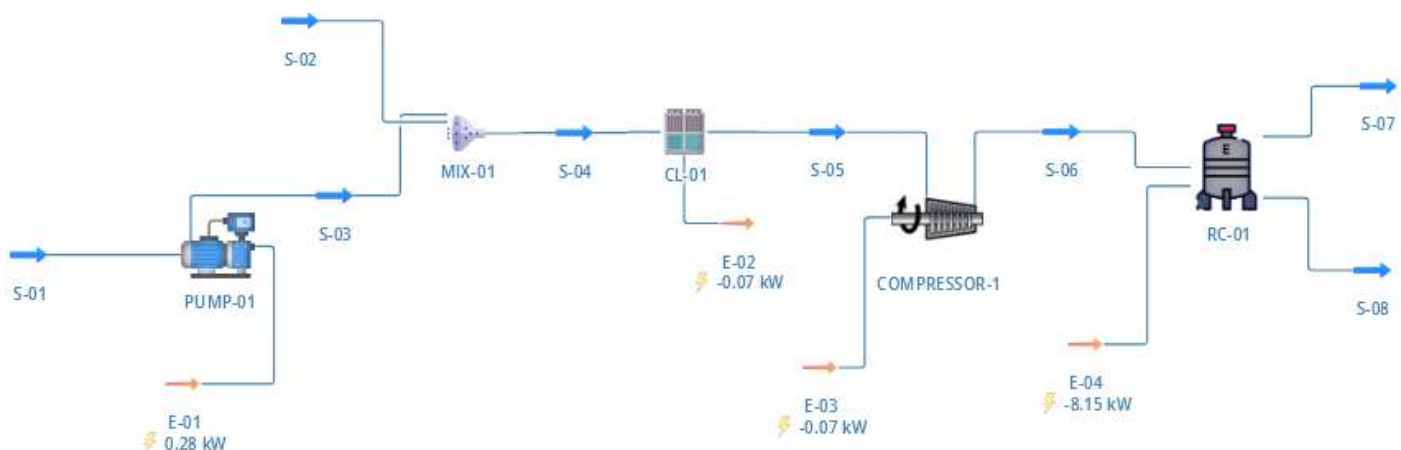 S-02
S-07
MIX-01
S-04
CL-01
S-05
S-06
E
S-03
RC-01
E-02
-0.07 kW
S-01
PUMP-01
COMPRESSOR-1
S-08
E-04
-8.15 kW
E-03
-0.07 kW
E-01
0.28 kW